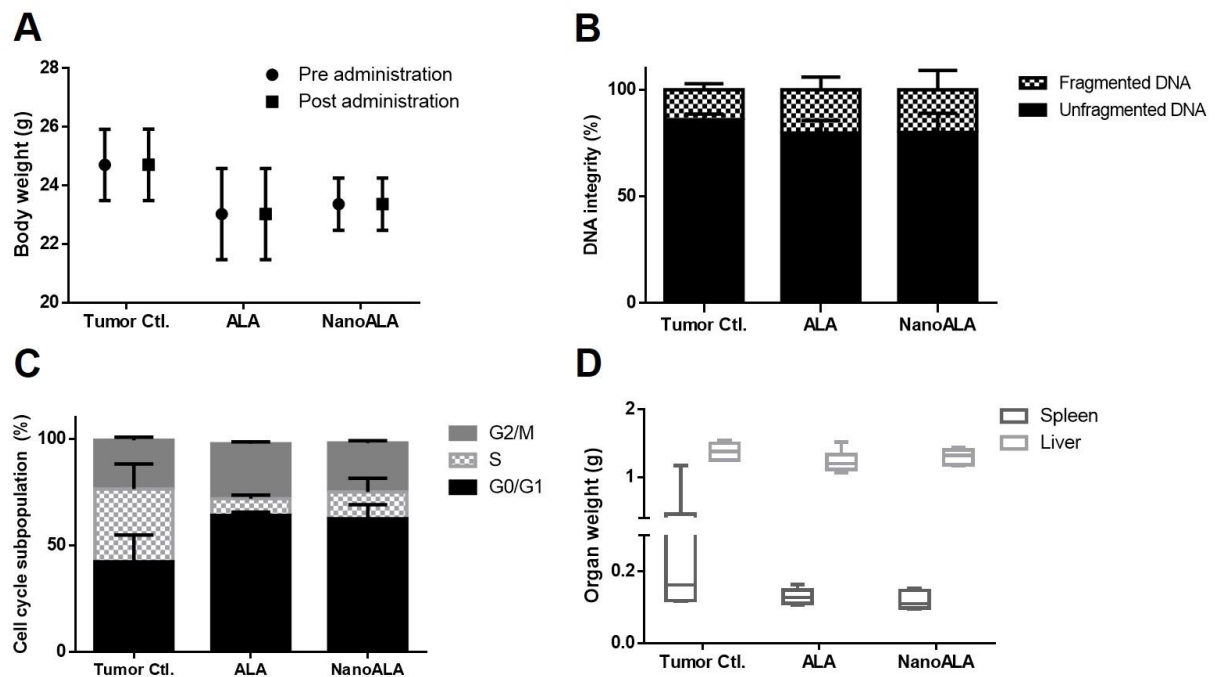 A
Body weight (g)
28
26
24
22
20
Pre administration
Post administration
Tumor Ctl.
ALA
NanoALA
B
DNA integrity (%)
100
50
0
Fragmented DNA
Unfragmented DNA
Tumor Ctl.
ALA
NanoALA
C
Cell cycle subpopulation (%)
100
50
0
G2/M
S
G0/G1
Tumor Ctl.
ALA
NanoALA
D
Organ weight (g)
2
1
0.2
0.0
Spleen
Liver
Tumor Ctl.
ALA
NanoALA